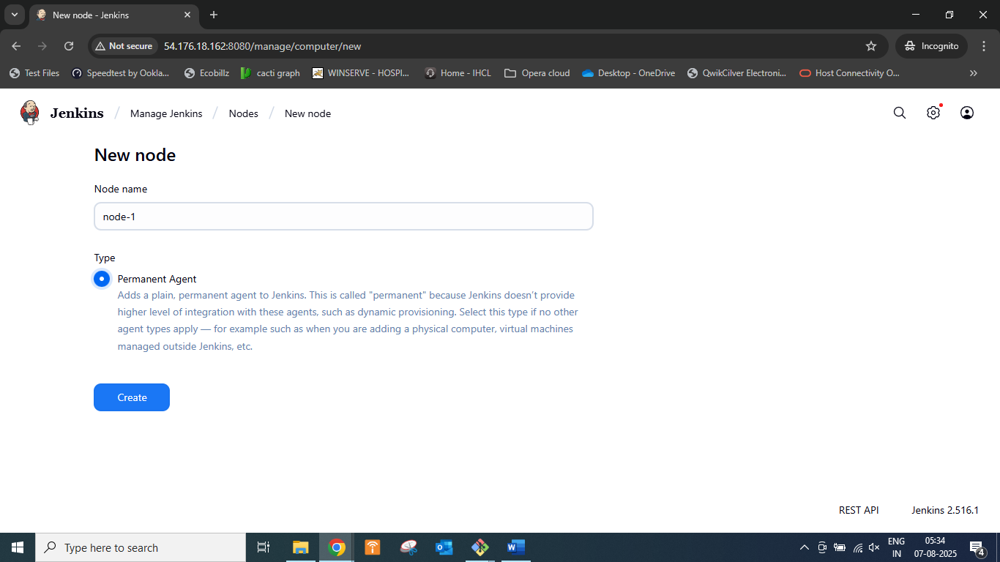 New node - Jenkins
Not secure
54.176.18.162:8080/manage/computer/new
Incognito
Test Files
Speedtest by Ookla...
Ecobillz
cacti graph
WINSERVE - HOSPI...
Home - IHCL
Opera cloud
Desktop - OneDrive
QwikCilver Electroni...
Host Connectivity O...
Jenkins / Manage Jenkins / Nodes / New node
New node
Node name
node-1
Type
Permanent Agent
Adds a plain, permanent agent to Jenkins. This is called "permanent" because Jenkins doesn’t provide
higher level of integration with these agents, such as dynamic provisioning. Select this type if no other
agent types apply — for example such as when you are adding a physical computer, virtual machines
managed outside Jenkins, etc.
Create
REST API
Jenkins 2.516.1
Type here to search
ENG
IN
05:34
07-08-2025
4